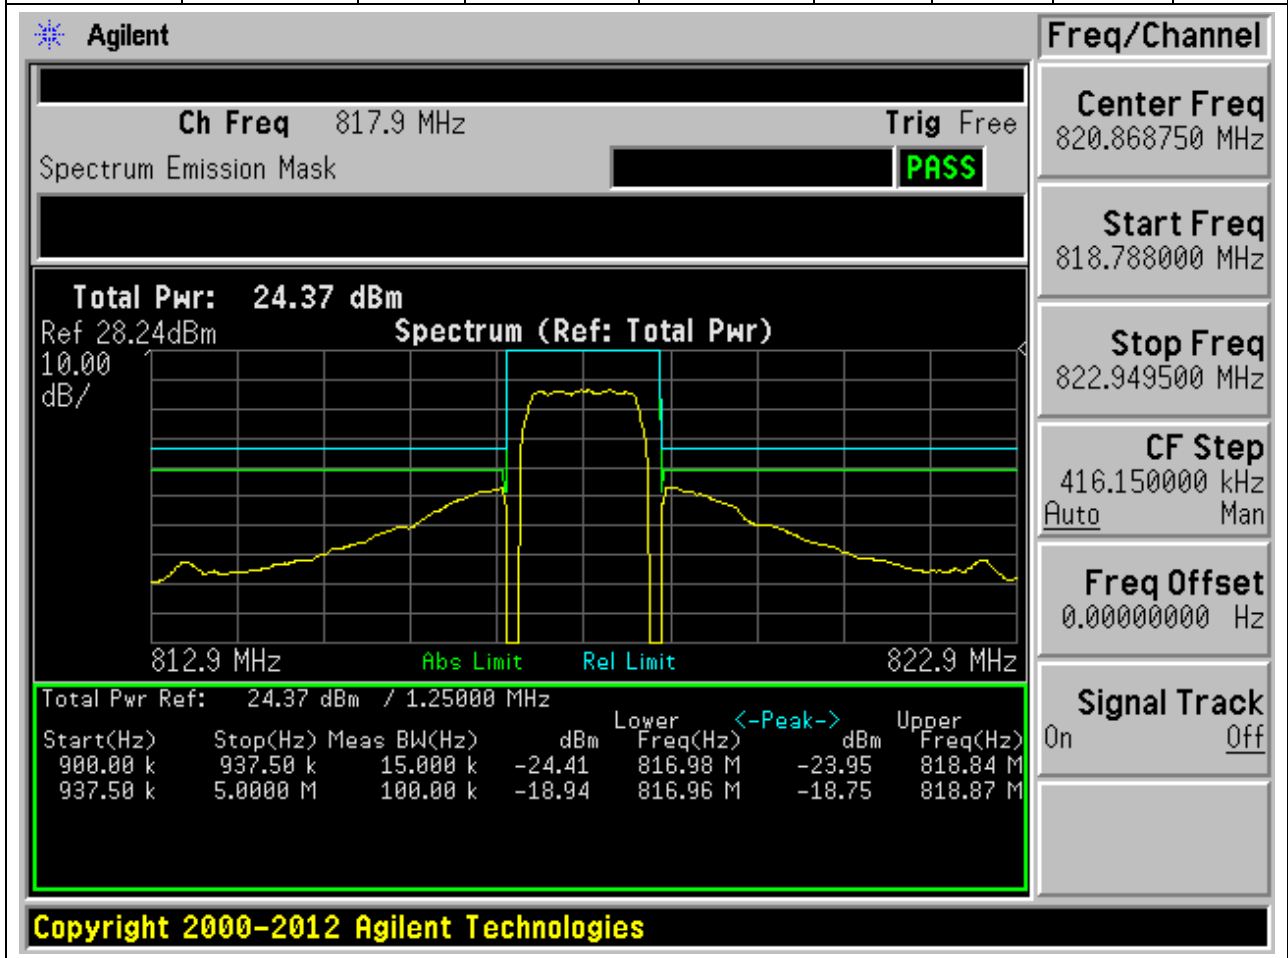 Agilent
Freq/Channel
Ch Freq 817.9 MHz Trig Free
Spectrum Emission Mask PASS
Center Freq
820.868750 MHz
Start Freq
818.788000 MHz
Stop Freq
822.949500 MHz
CF Step
416.150000 kHz
Auto Man
Freq Offset
0.00000000 Hz
Signal Track
On Off
Total Pwr: 24.37 dBm
Ref 28.24dBm Spectrum (Ref: Total Pwr)
10.00
dB/
812.9 MHz Abs Limit Rel Limit 822.9 MHz
Total Pwr Ref: 24.37 dBm / 1.25000 MHz
Lower <-Peak-> Upper
Start(Hz) Stop(Hz) Meas BW(Hz) dBm Freq(Hz) dBm Freq(Hz)
900.00 k 937.50 k 15.000 k -24.41 816.98 M -23.95 818.84 M
937.50 k 5.0000 M 100.00 k -18.94 816.96 M -18.75 818.87 M
Copyright 2000-2012 Agilent Technologies